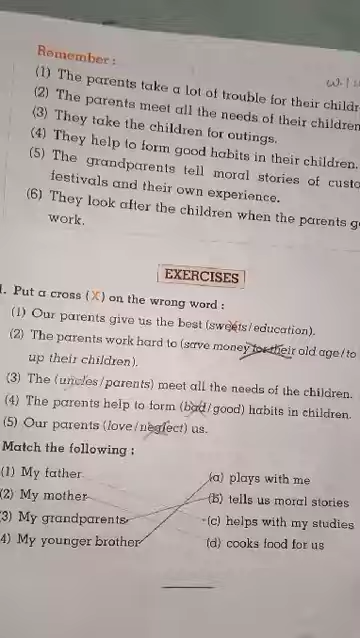 Remember :
(1) The parents take a lot of trouble for their
(2) The parents meet all the needs of their children
(3) They take the children for outings.
(4) They help to form good habits in their children.
(5) The grandparents tell moral stories of
festivals and their own experience.
(6) They look after the children when the parents
work.
EXERCISES
1. Put a cross (X) on the wrong word :
(1) Our parents give us the best (sweets/education).
(2) The parents work hard to (save money for their old age/to
up their children).
(3) The (uncles/parents) meet all the needs of the children.
(4) The parents help to form (bad/good) habits in children.
(5) Our parents (love/neglect) us.
Match the following :
(1) My father (a) plays with me
(2) My mother (b) tells us moral stories
(3) My grandparents (c) helps with my studies
4) My younger brother (d) cooks food for us